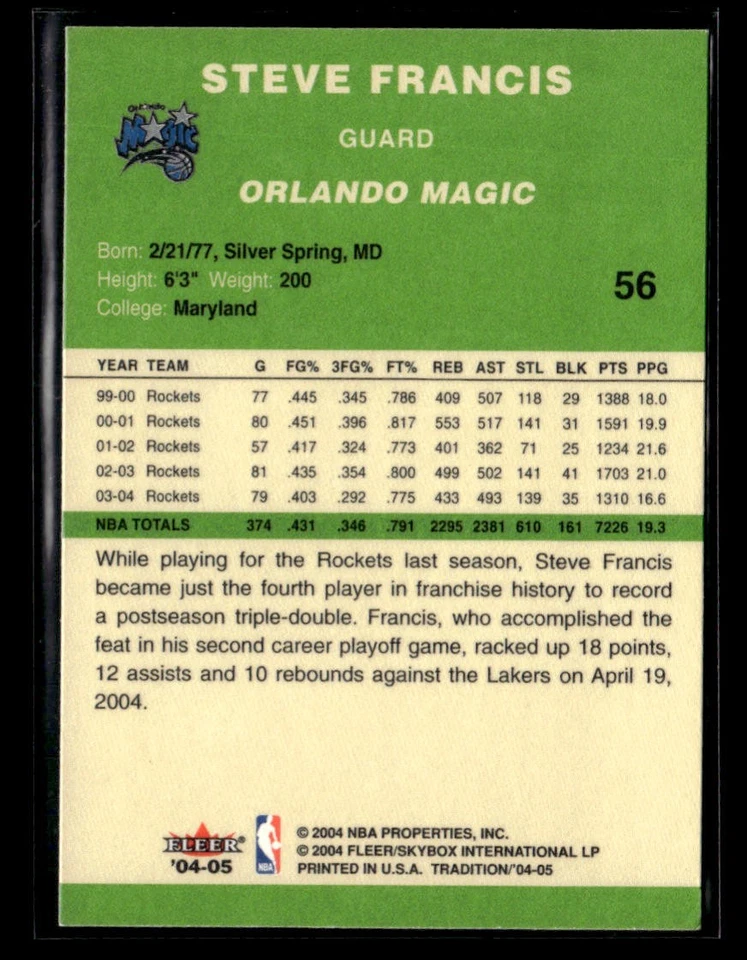 STEVE FRANCIS
Orlando
MAGIC
GUARD
ORLANDO MAGIC
Born: 2/21/77, Silver Spring, MD
Height: 6'3" Weight: 200
College: Maryland
56
YEAR TEAM G FG% 3FG% FT% REB AST STL BLK PTS PPG
99-00 Rockets 77 .445 .345 .786 409 507 118 29 1388 18.0
00-01 Rockets 80 .451 .396 .817 553 517 141 31 1591 19.9
01-02 Rockets 57 .417 .324 .773 401 362 71 25 1234 21.6
02-03 Rockets 81 .435 .354 .800 499 502 141 41 1703 21.0
03-04 Rockets 79 .403 .292 .775 433 493 139 35 1310 16.6
NBA TOTALS 374 .431 .346 .791 2295 2381 610 161 7226 19.3
While playing for the Rockets last season, Steve Francis
became just the fourth player in franchise history to record
a postseason triple-double. Francis, who accomplished the
feat in his second career playoff game, racked up 18 points,
12 assists and 10 rebounds against the Lakers on April 19,
2004.
FLEER®
'04-05
NBA
© 2004 NBA PROPERTIES, INC.
© 2004 FLEER/SKYBOX INTERNATIONAL LP
PRINTED IN U.S.A. TRADITION/'04-05